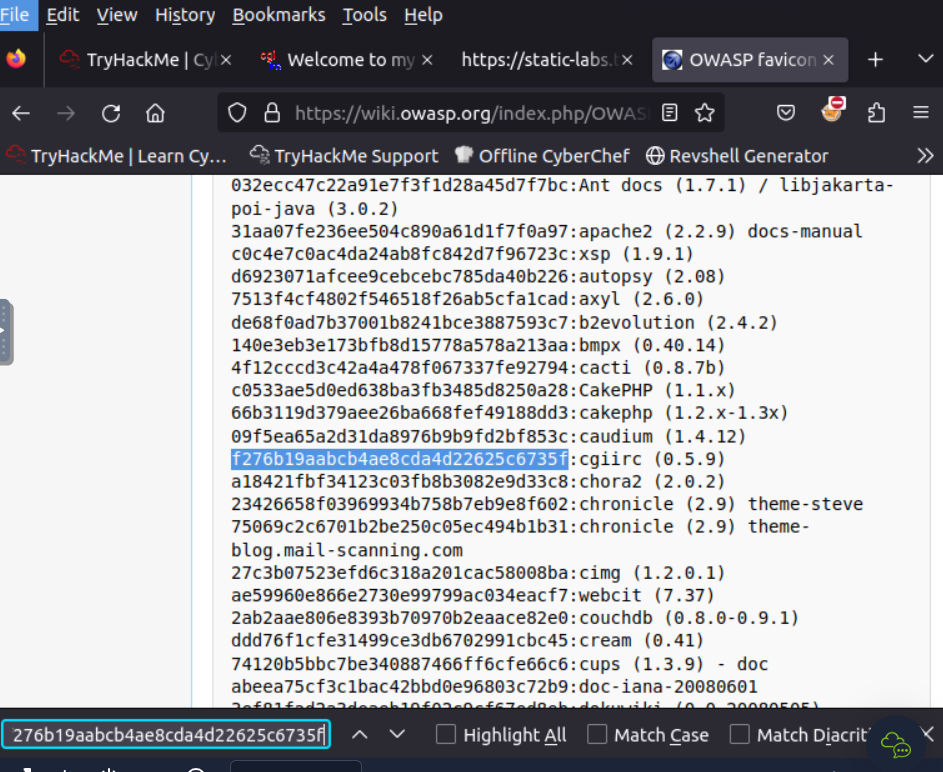 File Edit View History Bookmarks Tools Help
TryHackMe | Cyl Welcome to my https://static-labs.t OWASP favicon
https://wiki.owasp.org/index.php/OWAS
TryHackMe | Learn Cy... TryHackMe Support Offline CyberChef Revshell Generator
032ecc47c22a91e7f3f1d28a45d7f7bc:Ant docs (1.7.1) / libjakarta-
poi-java (3.0.2)
31aa07fe236ee504c890a61d1f7f0a97:apache2 (2.2.9) docs-manual
c0c4e7c0ac4da24ab8fc842d7f96723c:xsp (1.9.1)
d6923071afcee9cebcebc785da40b226:autopsy (2.08)
7513f4cf4802f546518f26ab5cfa1cad:axyl (2.6.0)
de68f0ad7b37001b8241bce3887593c7:b2evolution (2.4.2)
140e3eb3e173bfb8d15778a578a213aa:bmpx (0.40.14)
4f12cccd3c42a4a478f067337fe92794:cacti (0.8.7b)
c0533ae5d0ed638ba3fb3485d8250a28:CakePHP (1.1.x)
66b3119d379aee26ba668fef49188dd3:cakephp (1.2.x-1.3x)
09f5ea65a2d31da8976b9b9fd2bf853c:caudium (1.4.12)
f276b19aabcb4ae8cda4d22625c6735f:cgiirc (0.5.9)
a18421fbf34123c03fb8b3082e9d33c8:chora2 (2.0.2)
23426658f03969934b758b7eb9e8f602:chronicle (2.9) theme-steve
75069c2c6701b2be250c05ec494b1b31:chronicle (2.9) theme-
blog.mail-scanning.com
27c3b07523efd6c318a201cac58008ba:cimg (1.2.0.1)
ae59960e866e2730e99799ac034eacf7:webcit (7.37)
2ab2aae806e8393b70970b2eaace82e0:couchdb (0.8.0-0.9.1)
ddd76f1cfe31499ce3db6702991cbc45:cream (0.41)
74120b5bbc7be340887466ff6cfe66c6:cups (1.3.9) - doc
abeea75cf3c1bac42bbd0e96803c72b9:doc-iana-20080601
276b19aabcb4ae8cda4d22625c6735f Highlight All Match Case Match Diacrit